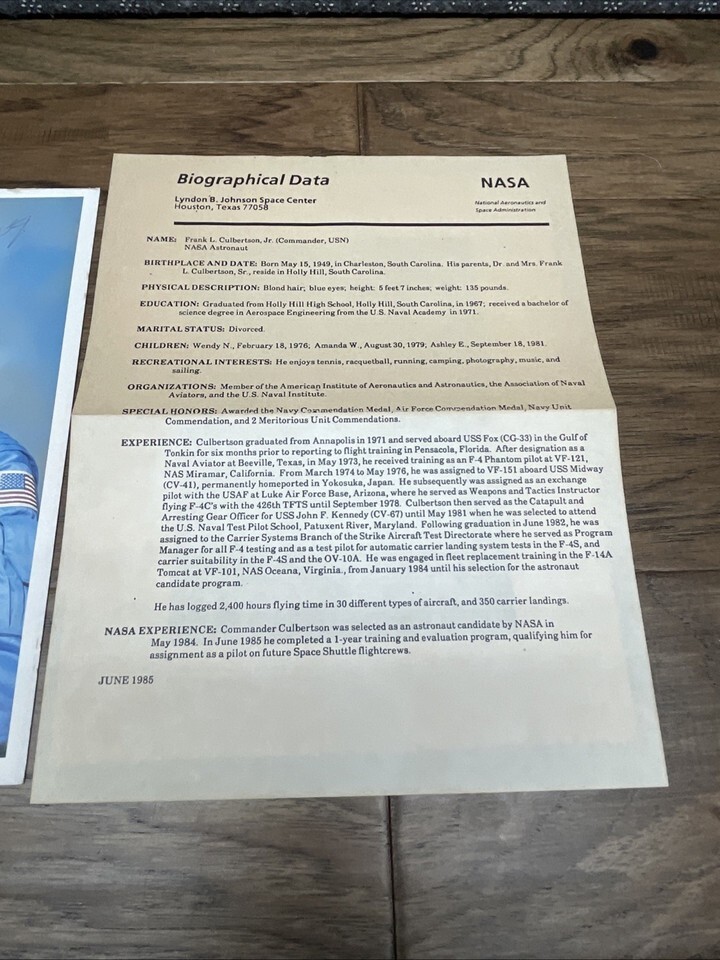 Biographical Data
NASA
Lyndon B. Johnson Space Center
Houston, Texas 77058
National Aeronautics and
Space Administration
NAME: Frank L. Culbertson, Jr. (Commander, USN)
NASA Astronaut
BIRTHPLACE AND DATE: Born May 15, 1949, in Charleston, South Carolina. His parents, Dr. and Mrs. Frank
L. Culbertson, Sr., reside in Holly Hill, South Carolina.
PHYSICAL DESCRIPTION: Blond hair; blue eyes; height: 5 feet 7 inches; weight: 135 pounds.
EDUCATION: Graduated from Holly Hill High School, Holly Hill, South Carolina, in 1967; received a bachelor of
science degree in Aerospace Engineering from the U.S. Naval Academy in 1971.
MARITAL STATUS: Divorced.
CHILDREN: Wendy N., February 18, 1976; Amanda W., August 30, 1979; Ashley E., September 18, 1981.
RECREATIONAL INTERESTS: He enjoys tennis, racquetball, running, camping, photography, music, and
sailing.
ORGANIZATIONS: Member of the American Institute of Aeronautics and Astronautics, the Association of Naval
Aviators, and the U.S. Naval Institute.
SPECIAL HONORS: Awarded the Navy Commendation Medal, Air Force Commendation Medal, Navy Unit
Commendation, and 2 Meritorious Unit Commendations.
EXPERIENCE: Culbertson graduated from Annapolis in 1971 and served aboard USS Fox (CG-33) in the Gulf of
Tonkin for six months prior to reporting to flight training in Pensacola, Florida. After designation as a
Naval Aviator at Beeville, Texas, in May 1973, he received training as an F-4 Phantom pilot at VF-121,
NAS Miramar, California. From March 1974 to May 1976, he was assigned to VF-151 aboard USS Midway
(CV-41), permanently homeported in Yokosuka, Japan. He subsequently was assigned as an exchange
pilot with the USAF at Luke Air Force Base, Arizona, where he served as Weapons and Tactics Instructor
flying F-4C's with the 426th TFTS until September 1978. Culbertson then served as the Catapult and
Arresting Gear Officer for USS John F. Kennedy (CV-67) until May 1981 when he was selected to attend
the U.S. Naval Test Pilot School, Patuxent River, Maryland. Following graduation in June 1982, he was
assigned to the Carrier Systems Branch of the Strike Aircraft Test Directorate where he served as Program
Manager for all F-4 testing and as a test pilot for automatic carrier landing system tests in the F-4S, and
carrier suitability in the F-4S and the OV-10A. He was engaged in fleet replacement training in the F-14A
Tomcat at VF-101, NAS Oceana, Virginia., from January 1984 until his selection for the astronaut
candidate program.
He has logged 2,400 hours flying time in 30 different types of aircraft, and 350 carrier landings.
NASA EXPERIENCE: Commander Culbertson was selected as an astronaut candidate by NASA in
May 1984. In June 1985 he completed a 1-year training and evaluation program, qualifying him for
assignment as a pilot on future Space Shuttle flightcrews.
JUNE 1985